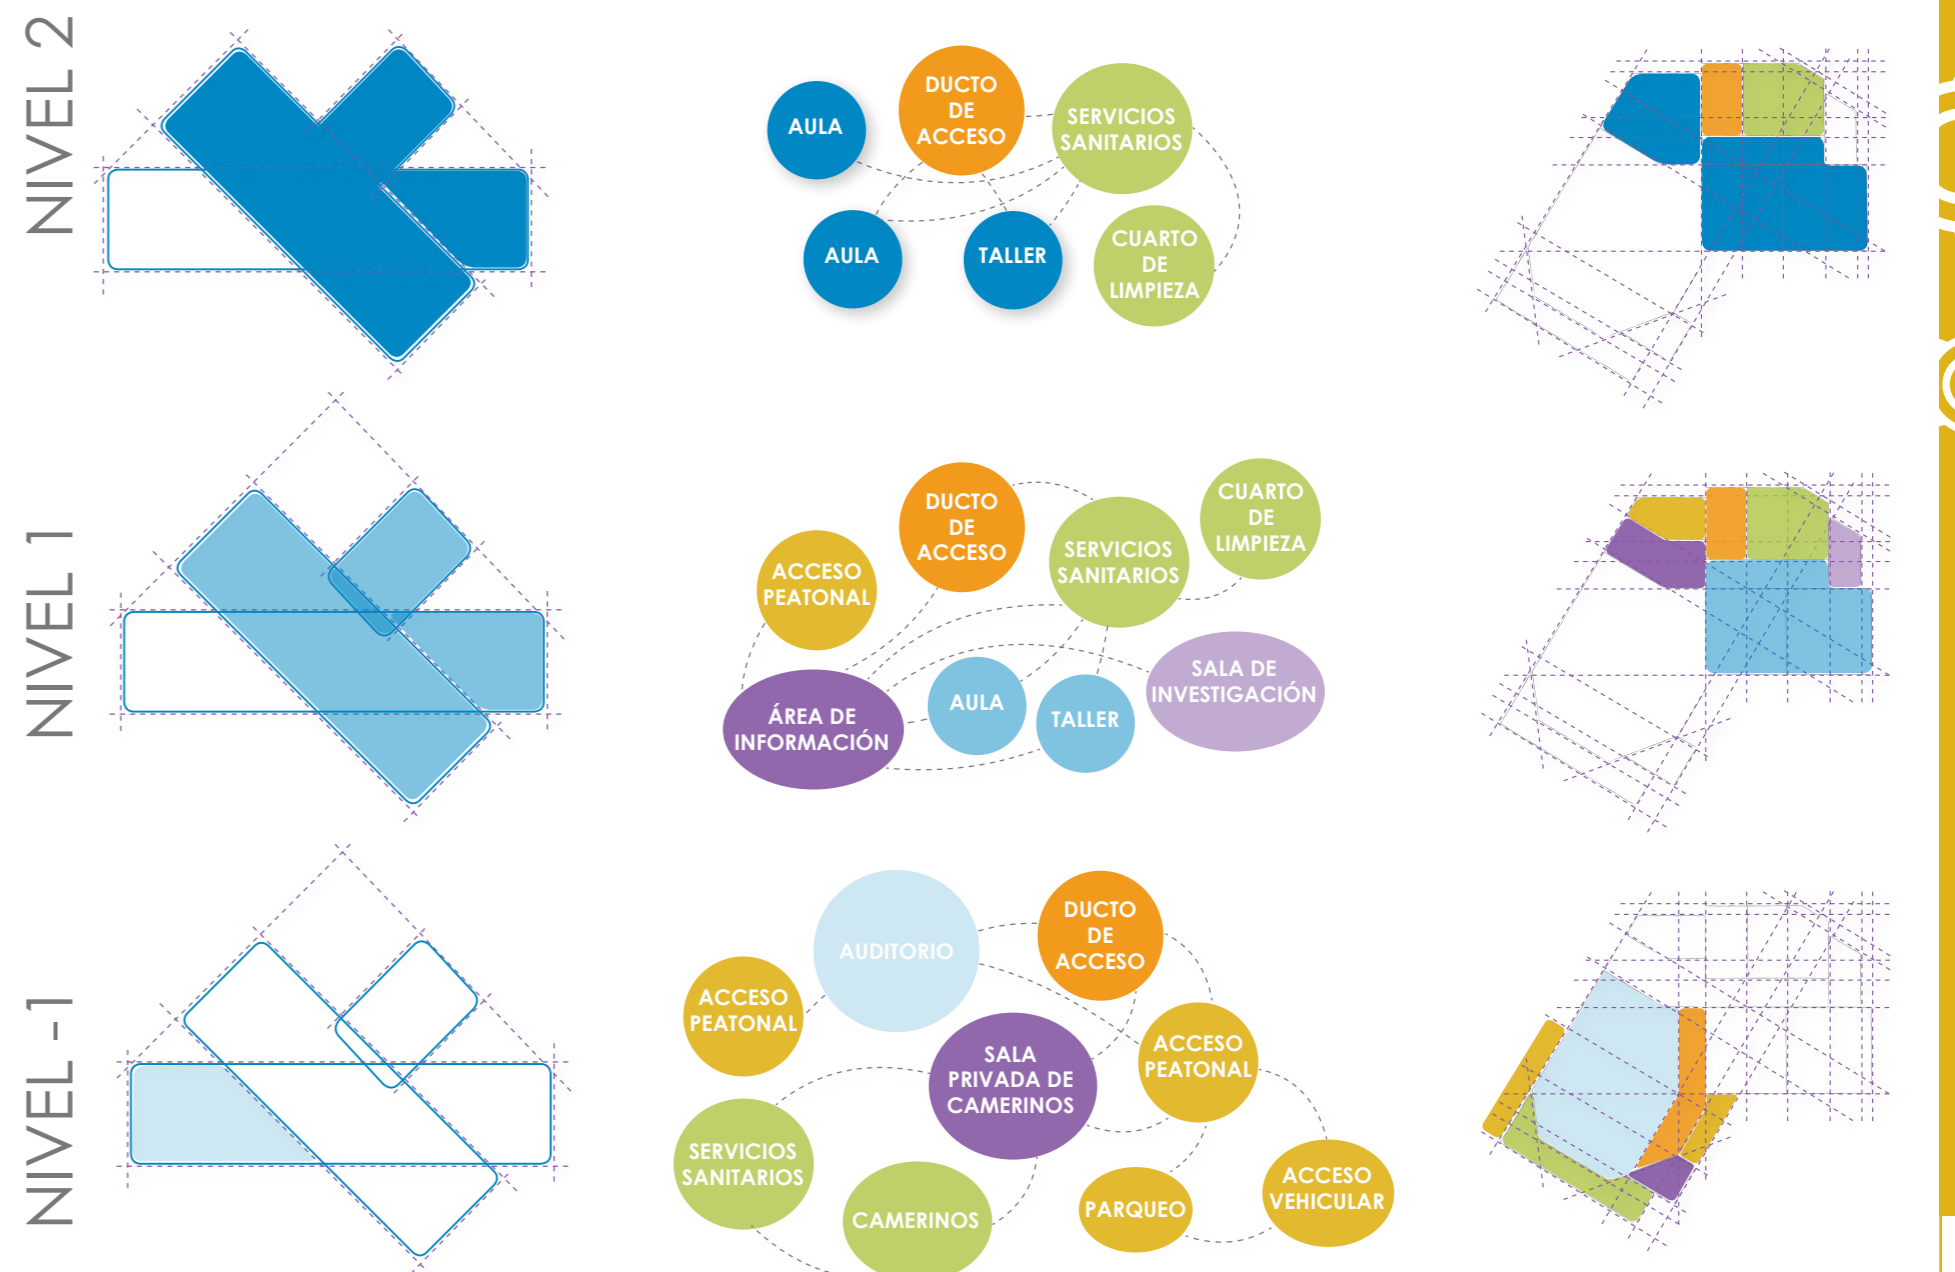 NIVEL 2
AULA
DUCTO
DE
ACCESO
SERVICIOS
SANITARIOS
AULA
TALLER
CUARTO
DE
LIMPIEZA
NIVEL 1
ACCESO
PEATONAL
DUCTO
DE
ACCESO
SERVICIOS
SANITARIOS
CUARTO
DE
LIMPIEZA
ÁREA DE
INFORMACIÓN
AULA
TALLER
SALA DE
INVESTIGACIÓN
NIVEL -1
AUDITORIO
DUCTO
DE
ACCESO
ACCESO
PEATONAL
SALA
PRIVADA DE
CAMERINOS
ACCESO
PEATONAL
SERVICIOS
SANITARIOS
CAMERINOS
PARQUEO
ACCESO
VEHICULAR